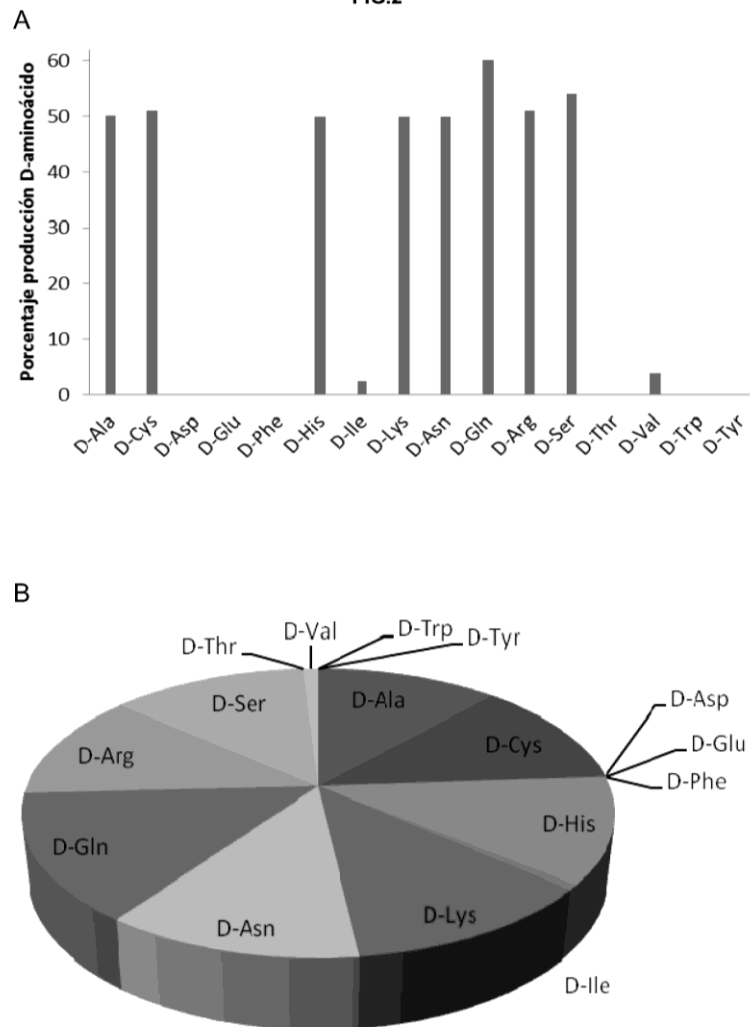 FIG.2
A
Porcentaje producción D-aminoácido
60
50
40
30
20
10
0
D-Ala
D-Cys
D-Asp
D-Glu
D-Phe
D-His
D-Ile
D-Lys
D-Asn
D-Gln
D-Arg
D-Ser
D-Thr
D-Val
D-Trp
D-Tyr
B
D-Val
D-Trp
D-Thr
D-Tyr
D-Ser
D-Ala
D-Asp
D-Cys
D-Glu
D-Arg
D-Phe
D-His
D-Gln
D-Lys
D-Asn
D-Ile